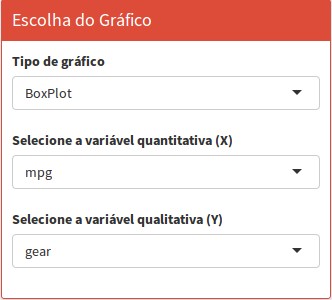 Escolha do Gráfico
Tipo de gráfico
BoxPlot
Selecione a variável quantitativa (X)
mpg
Selecione a variável qualitativa (Y)
gear